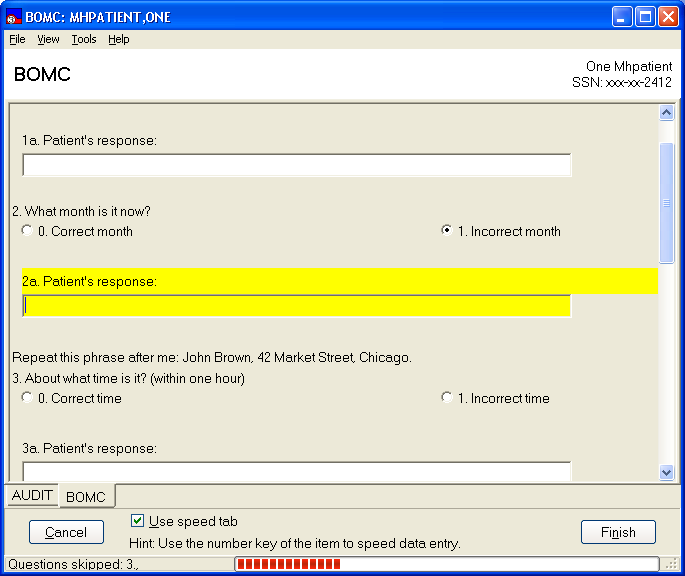 BOMC: MHPATIENT,ONE
File View Tools Help
BOMC
One Mhpatient
SSN: xxx-xx-2412
1a. Patient's response:
2. What month is it now?
0. Correct month 1. Incorrect month
2a. Patient's response:
Repeat this phrase after me: John Brown, 42 Market Street, Chicago.
3. About what time is it? (within one hour)
0. Correct time 1. Incorrect time
3a. Patient's response:
AUDIT BOMC
Cancel
Use speed tab
Hint: Use the number key of the item to speed data entry.
Finish
Questions skipped: 3.,